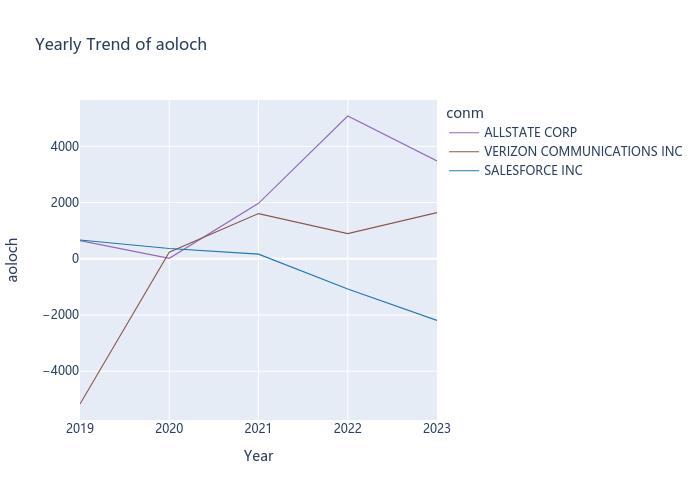 Yearly Trend of aoloch
conm
ALLSTATE CORP
VERIZON COMMUNICATIONS INC
SALESFORCE INC
aoloch
4000
2000
0
−2000
−4000
2019 2020 2021 2022 2023
Year